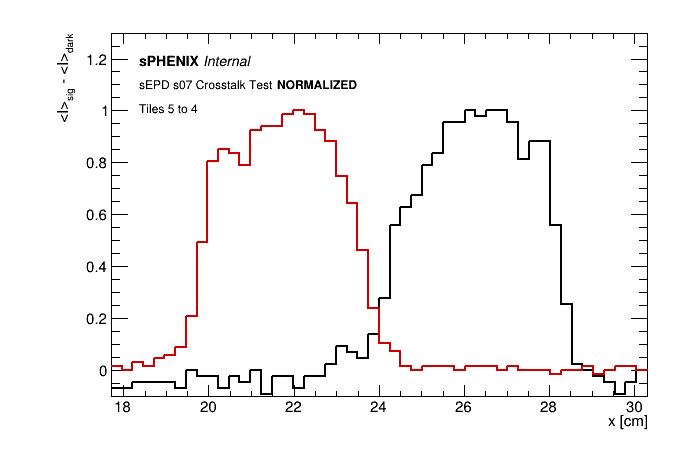 <I>sig - <I>dark
sPHENIX Internal
sEPD s07 Crosstalk Test NORMALIZED
Tiles 5 to 4
1.2
1
0.8
0.6
0.4
0.2
0
18 20 22 24 26 28 30
x [cm]